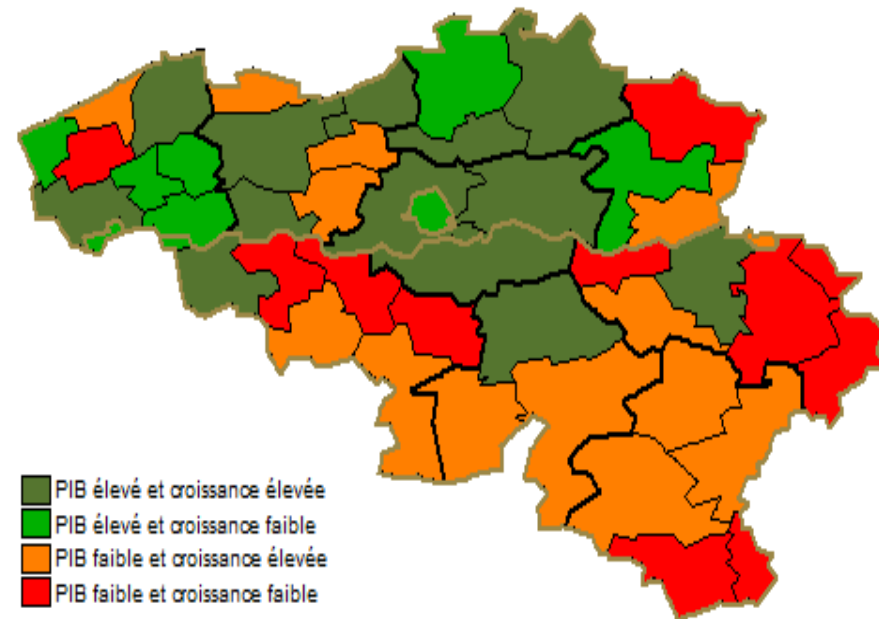 PIB élevé et croissance élevée
PIB élevé et croissance faible
PIB faible et croissance élevée
PIB faible et croissance faible